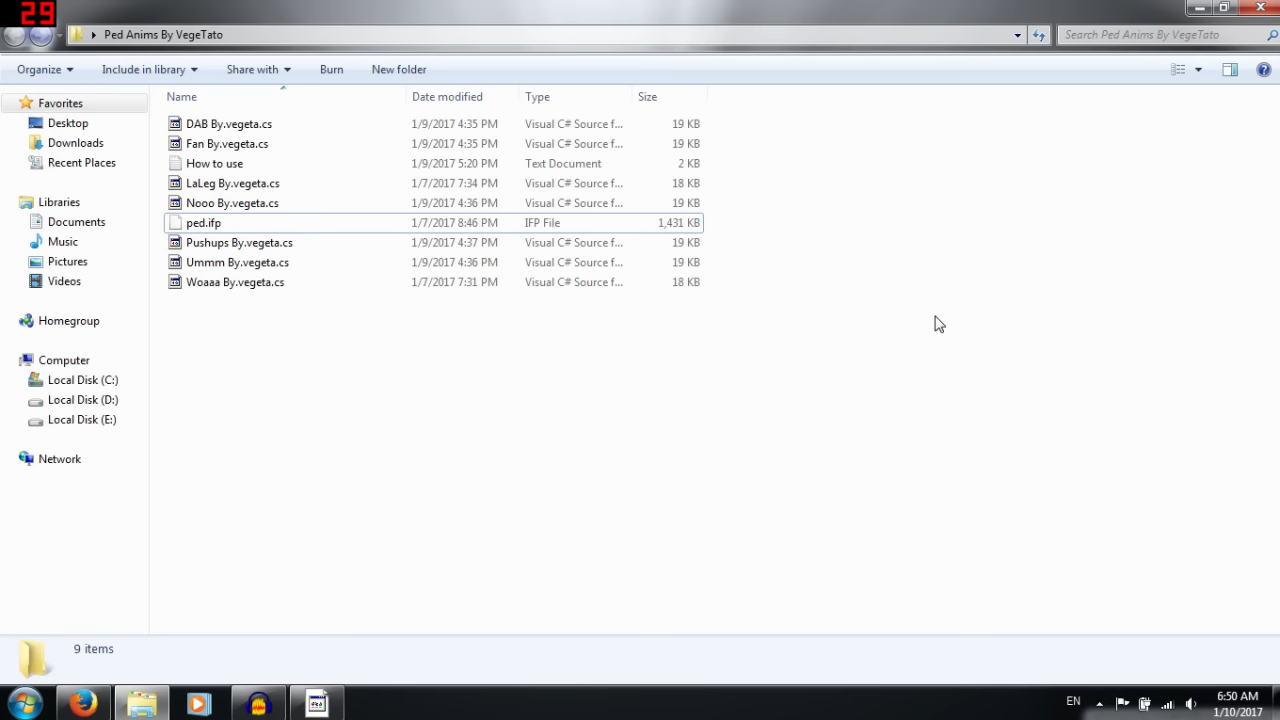 29
Ped Anims By VegeTato
Search Ped Anims By VegeTato
Organize Include in library Share with Burn New folder
Name Date modified Type Size
Favorites
Desktop
Downloads
Recent Places
Libraries
Documents
Music
Pictures
Videos
Homegroup
Computer
Local Disk (C:)
Local Disk (D:)
Local Disk (E:)
Network
DAB By.vegeta.cs 1/9/2017 4:35 PM Visual C# Source f... 19 KB
Fan By.vegeta.cs 1/9/2017 4:35 PM Visual C# Source f... 19 KB
How to use 1/9/2017 5:20 PM Text Document 2 KB
LaLeg By.vegeta.cs 1/7/2017 7:34 PM Visual C# Source f... 18 KB
Nooo By.vegeta.cs 1/9/2017 4:36 PM Visual C# Source f... 19 KB
ped.ifp 1/7/2017 8:46 PM IFP File 1,431 KB
Pushups By.vegeta.cs 1/9/2017 4:37 PM Visual C# Source f... 19 KB
Ummm By.vegeta.cs 1/9/2017 4:36 PM Visual C# Source f... 19 KB
Woaaa By.vegeta.cs 1/7/2017 7:31 PM Visual C# Source f... 18 KB
9 items
EN
6:50 AM
1/10/2017